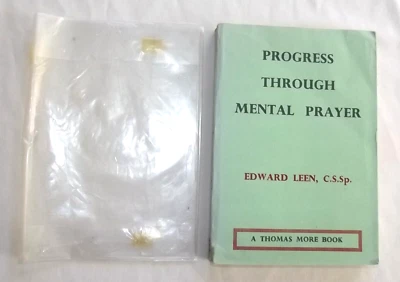 PROGRESS
THROUGH
MENTAL PRAYER
EDWARD LEEN, C.S.Sp.
A THOMAS MORE BOOK